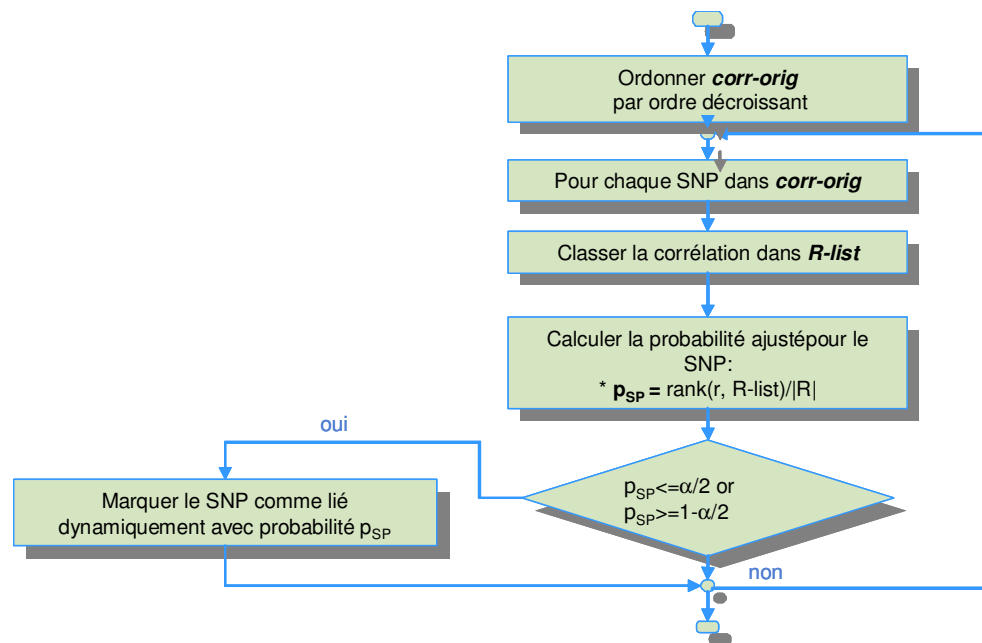 Ordonner corr-orig
par ordre décroissant
Pour chaque SNP dans corr-orig
Classer la corrélation dans R-list
Calculer la probabilité ajustépour le
SNP:
* pSP = rank(r, R-list)/|R|
oui
pSP<=α/2 or
pSP>=1-α/2
Marquer le SNP comme lié
dynamiquement avec probabilité pSP
non